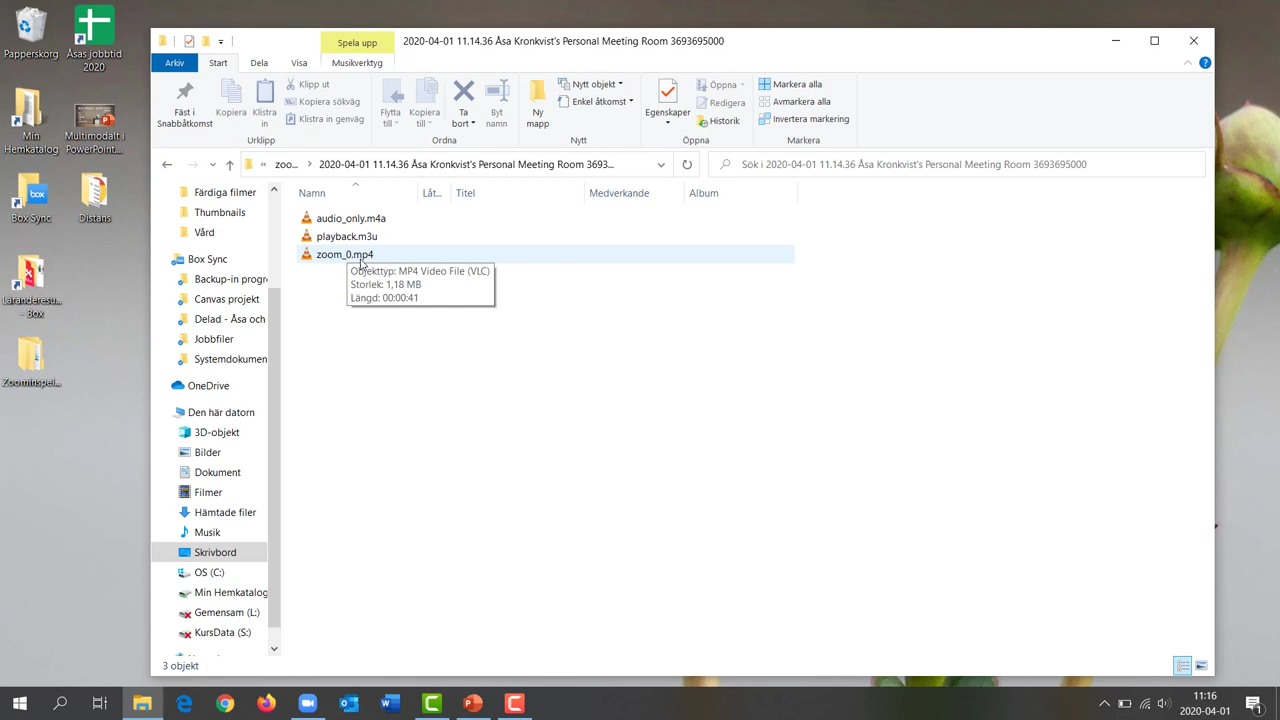 Papperskorg
Åsas jobbtid
2020
Min
Hemkatalog
Multimodalt i
PowerPoint...
box
Box Sync
Distans
Läranderesu...
- Box
Zoominspel...
Spela upp
2020-04-01 11.14.36 Åsa Kronkvist's Personal Meeting Room 3693695000
Arkiv
Start
Dela
Visa
Musikverktyg
Fäst i
Snabbåtkomst
Kopiera
Klistra
in
Klipp ut
Kopiera sökväg
Klistra in genväg
Urklipp
Flytta
till
Kopiera
till
Ta
bort
Byt
namn
Ordna
Ny
mapp
Nytt objekt
Enkel åtkomst
Nytt
Egenskaper
Öppna
Redigera
Historik
Öppna
Markera alla
Avmarkera alla
Invertera markering
Markera
« zoo... > 2020-04-01 11.14.36 Åsa Kronkvist's Personal Meeting Room 3693...
Sök i 2020-04-01 11.14.36 Åsa Kronkvist's Personal Meeting Room 3693695000
Färdiga filmer
Thumbnails
Vård
Box Sync
Backup-in progr
Canvas projekt
Delad - Åsa och
Jobbfiler
Systemdokumen
OneDrive
Den här datorn
3D-objekt
Bilder
Dokument
Filmer
Hämtade filer
Musik
Skrivbord
OS (C:)
Min Hemkatalog
Gemensam (L:)
KursData (S:)
Namn
Låt...
Titel
Medverkande
Album
audio_only.m4a
playback.m3u
zoom_0.mp4
Objekttyp: MP4 Video File (VLC)
Storlek: 1,18 MB
Längd: 00:00:41
3 objekt
11:16
2020-04-01
1